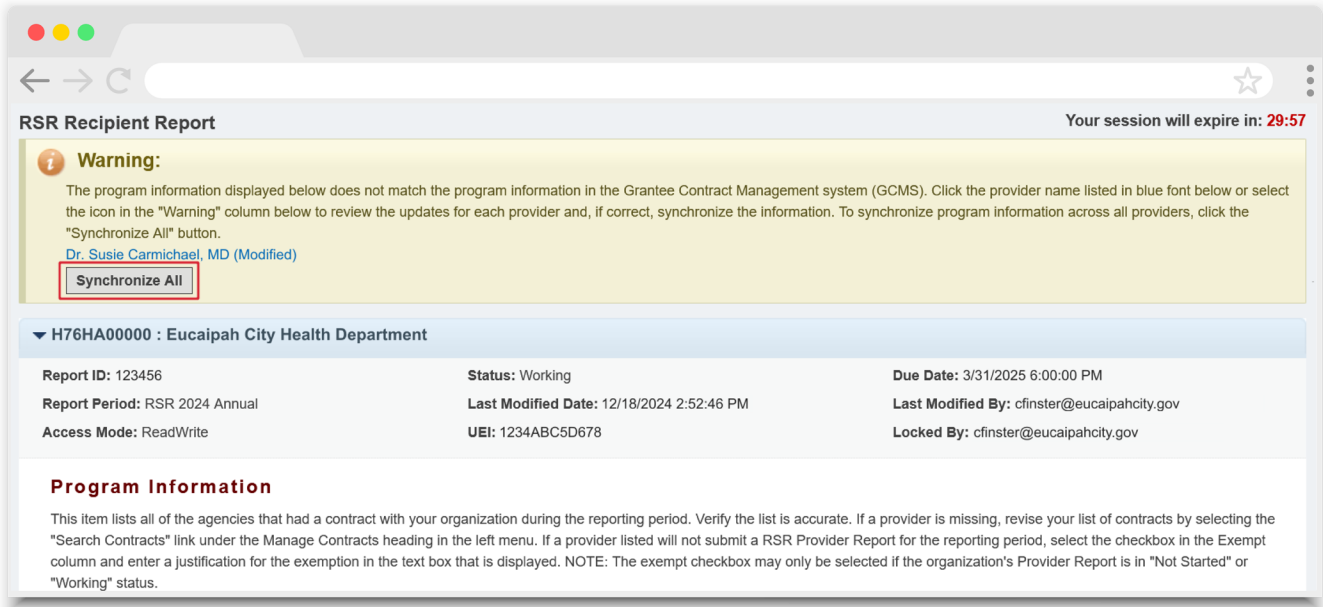 RSR Recipient Report
Your session will expire in: 29:57
Warning:
The program information displayed below does not match the program information in the Grantee Contract Management system (GCMS). Click the provider name listed in blue font below or select
the icon in the "Warning" column below to review the updates for each provider and, if correct, synchronize the information. To synchronize program information across all providers, click the
"Synchronize All" button.
Dr. Susie Carmichael, MD (Modified)
Synchronize All
H76HA00000 : Eucaipah City Health Department
Report ID: 123456
Status: Working
Due Date: 3/31/2025 6:00:00 PM
Report Period: RSR 2024 Annual
Last Modified Date: 12/18/2024 2:52:46 PM
Last Modified By: cfinster@eucaipahcity.gov
Access Mode: ReadWrite
UEI: 1234ABC5D678
Locked By: cfinster@eucaipahcity.gov
Program Information
This item lists all of the agencies that had a contract with your organization during the reporting period. Verify the list is accurate. If a provider is missing, revise your list of contracts by selecting the
"Search Contracts" link under the Manage Contracts heading in the left menu. If a provider listed will not submit a RSR Provider Report for the reporting period, select the checkbox in the Exempt
column and enter a justification for the exemption in the text box that is displayed. NOTE: The exempt checkbox may only be selected if the organization's Provider Report is in "Not Started" or
"Working" status.